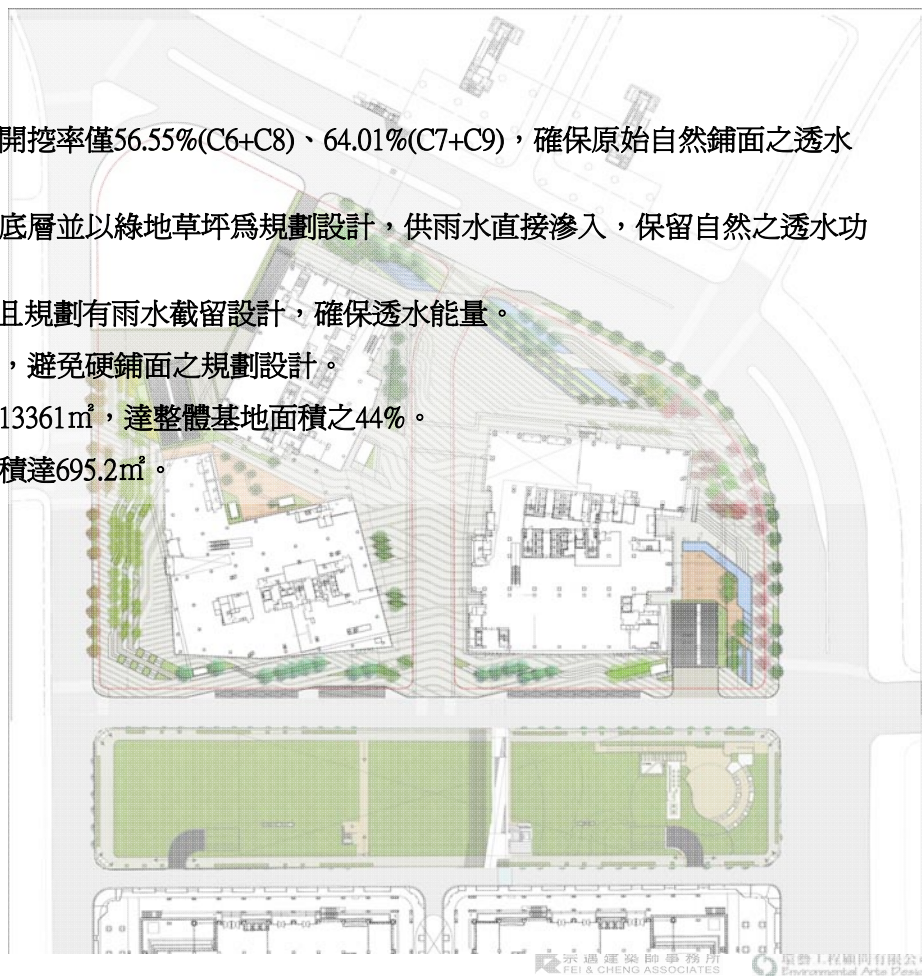 開挖率僅56.55%(C6+C8)、64.01%(C7+C9)，確保原始自然鋪面之透水
底層並以綠地草坪爲規劃設計，供雨水直接滲入，保留自然之透水功
且規劃有雨水截留設計，確保透水能量。
，避免硬鋪面之規劃設計。
13361㎡，達整體基地面積之44%。
積達695.2㎡。
宗邁建築師事務所
FEI & CHENG ASSOCIATES
環藝工程顧問有限公
Environmental Arts Design